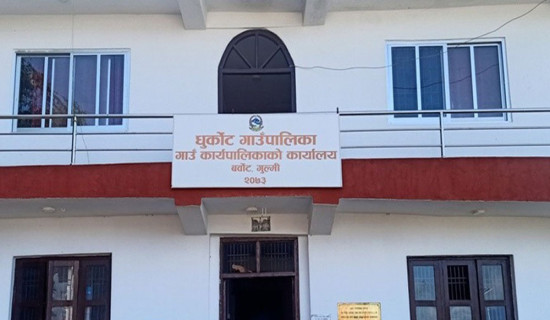 धुर्कोट गाउँपालिका
गाउँ कार्यपालिकाको कार्यालय
बर्वोट, गुल्मी
२०७३